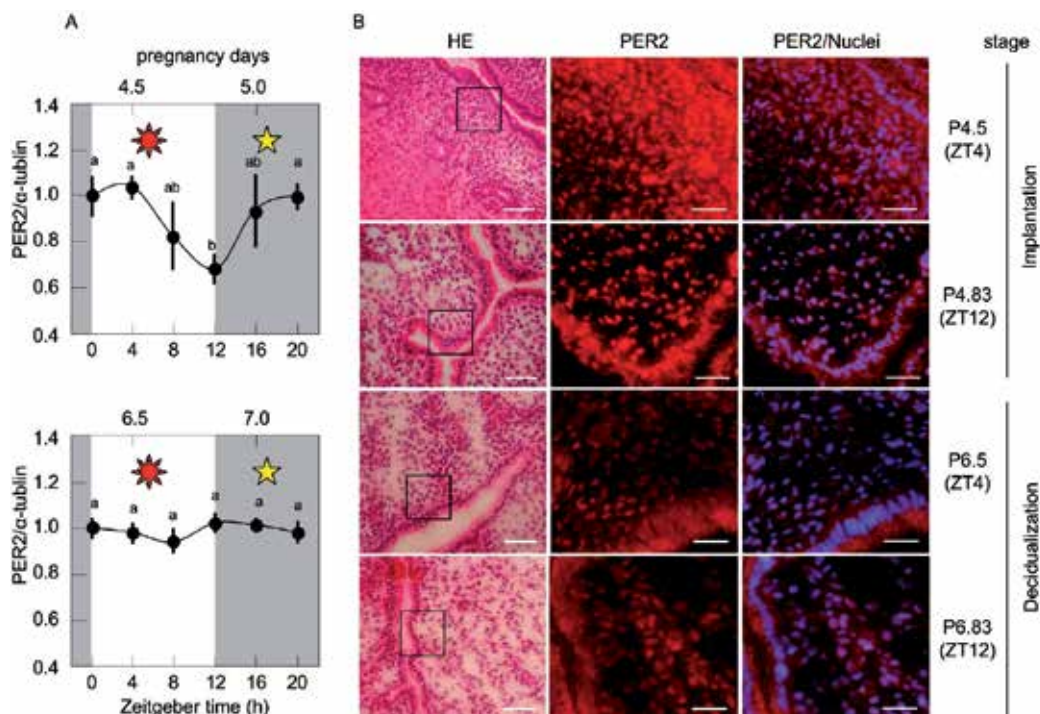 A
pregnancy days
4.5 5.0
1.4
1.2
1.0
0.8
0.6
0.4
PER2/α-tublin
a a ab b ab a
0 4 8 12 16 20
6.5 7.0
1.4
1.2
1.0
0.8
0.6
0.4
PER2/α-tublin
a a a a a a
0 4 8 12 16 20
Zeitgeber time (h)
B
HE PER2 PER2/Nuclei stage
P4.5
(ZT4)
P4.83
(ZT12)
Implantation
P6.5
(ZT4)
P6.83
(ZT12)
Decidualization